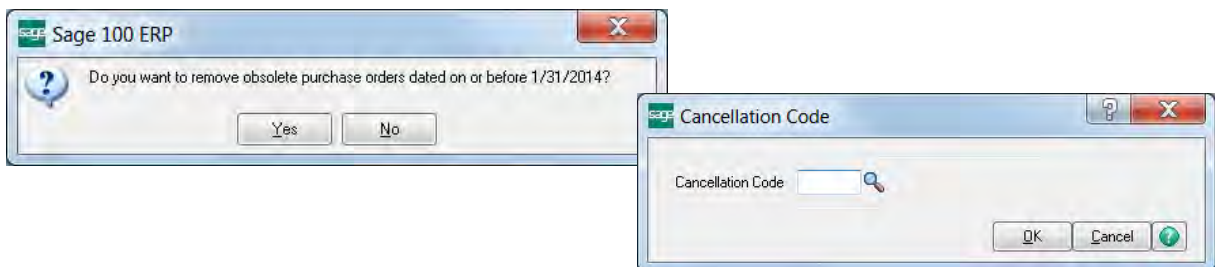 sage Sage 100 ERP
Do you want to remove obsolete purchase orders dated on or before 1/31/2014?
Yes No
sage Cancellation Code
Cancellation Code
OK Cancel